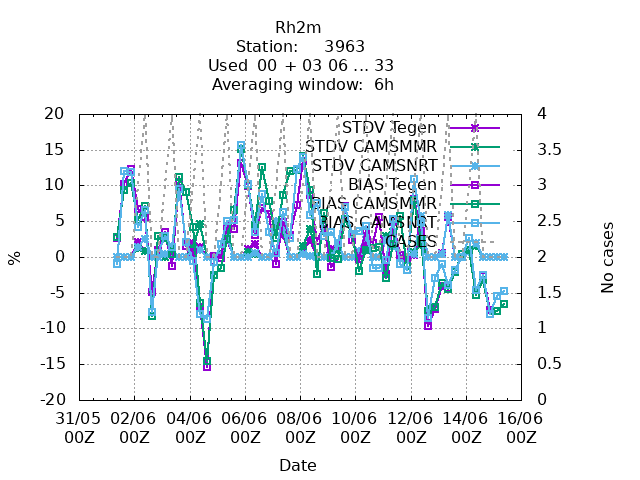 Rh2m
Station: 3963
Used 00 + 03 06 ... 33
Averaging window: 6h
20
15
10
5
0
-5
-10
-15
-20
%
4
3.5
3
2.5
2
1.5
1
0.5
0
No cases
STDV Tegen
STDV CAMSMMR
STDV CAMSNRT
BIAS Tegen
BIAS CAMSMMR
BIAS CAMSNRT
CASES
31/05 02/06 04/06 06/06 08/06 10/06 12/06 14/06 16/06
00Z 00Z 00Z 00Z 00Z 00Z 00Z 00Z 00Z
Date